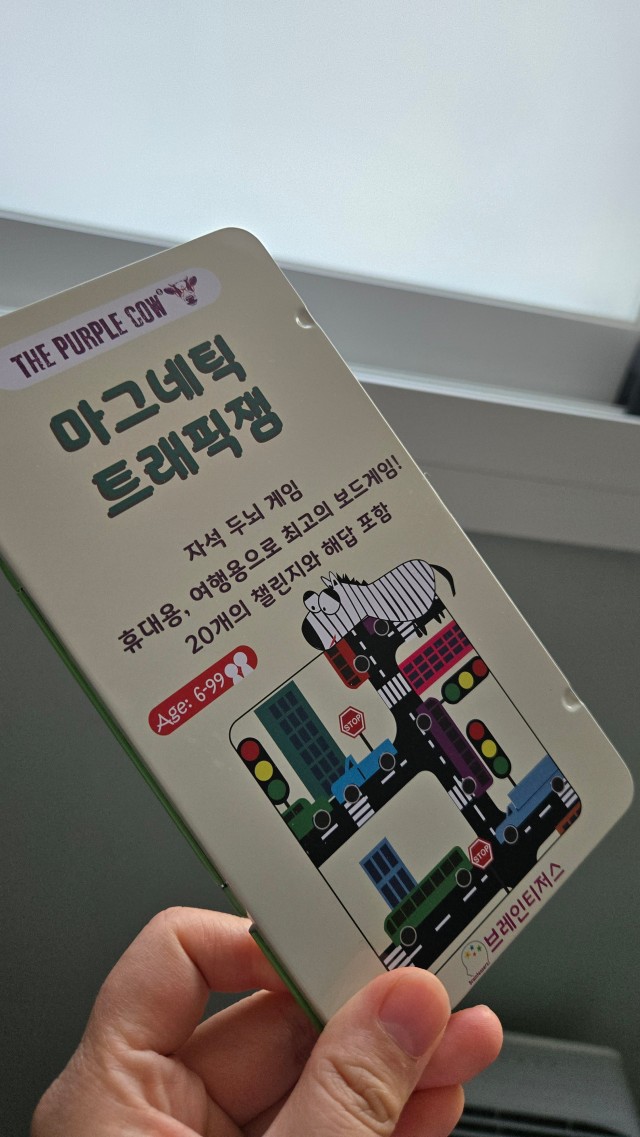 THE PURPLE COW
마그네틱
트래픽잼
자석 두뇌 게임
휴대용, 여행용으로 최고의 보드게임!
20개의 챌린지와 해답 포함
Age: 6-99
STOP
STOP
브레인티저스